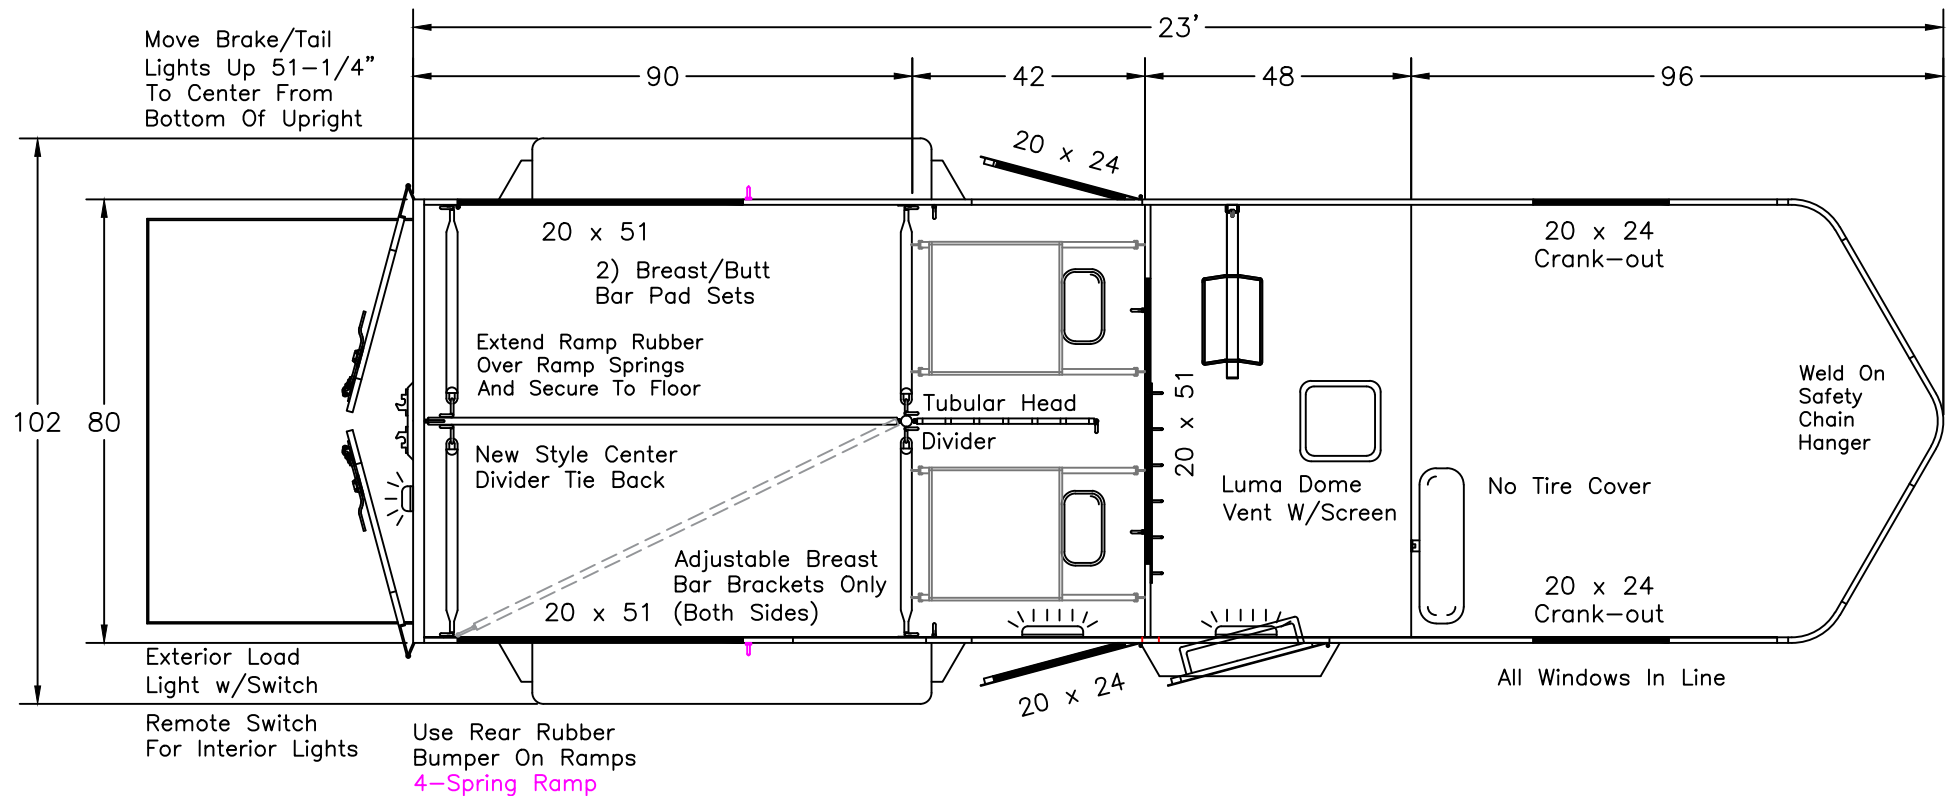 23’
Move Brake/Tail
Lights Up 51-1/4”
To Center From
Bottom Of Upright
90
42
48
96
20 x 24
20 x 51
2) Breast/Butt
Bar Pad Sets
20 x 24
Crank-out
Extend Ramp Rubber
Over Ramp Springs
And Secure To Floor
Weld On
Safety
Chain
Hanger
102
80
Tubular Head
Divider
20 x 51
New Style Center
Divider Tie Back
Luma Dome
Vent W/Screen
No Tire Cover
Adjustable Breast
Bar Brackets Only
(Both Sides)
20 x 51
20 x 24
Crank-out
Exterior Load
Light w/Switch
20 x 24
All Windows In Line
Remote Switch
For Interior Lights
Use Rear Rubber
Bumper On Ramps
4-Spring Ramp